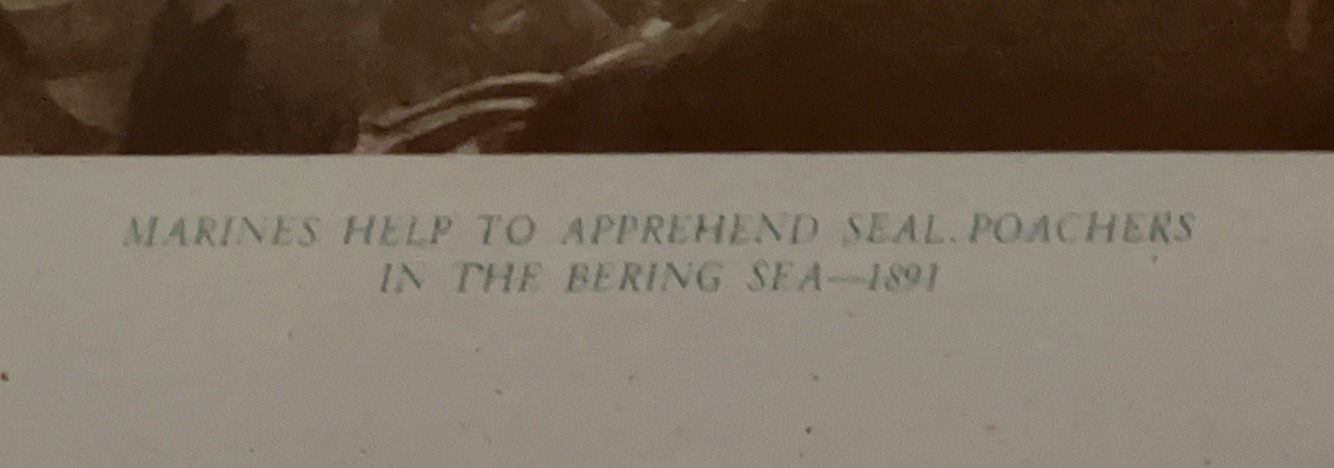 MARINES HELP TO APPREHEND SEAL POACHERS
IN THE BERING SEA—1891